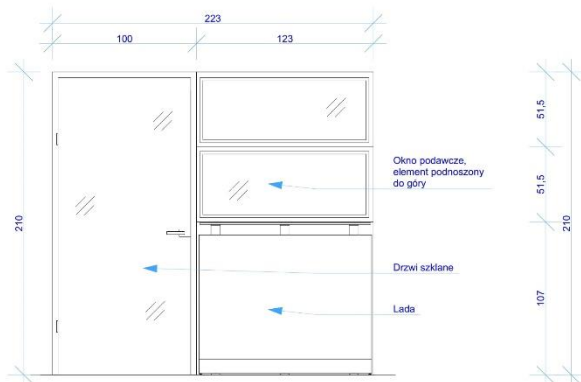 223
100
123
51,5
Okno podawcze,
element podnoszony
do góry
51,5
210
210
Drzwi szklane
107
Lada